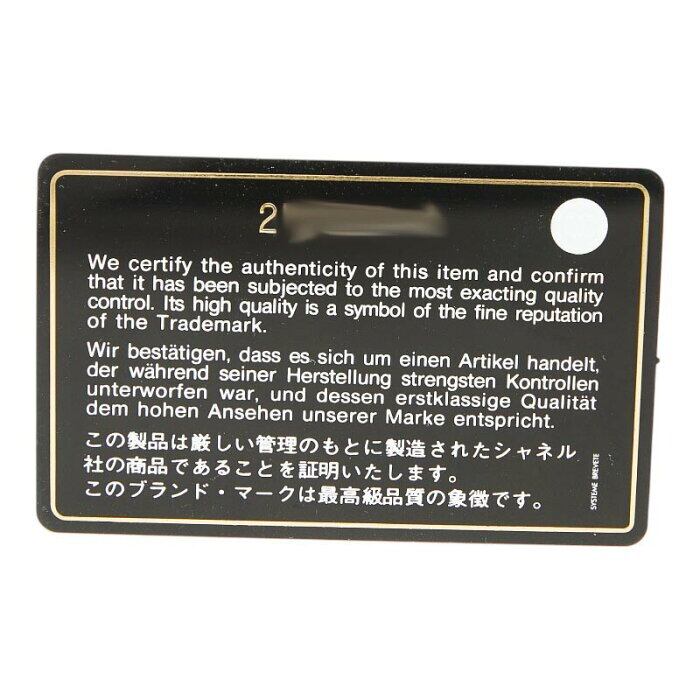 2
We certify the authenticity of this item and confirm
that it has been subjected to the most exacting quality
control. Its high quality is a symbol of the fine reputation
of the Trademark.
Wir bestätigen, dass es sich um einen Artikel handelt,
der während seiner Herstellung strengsten Kontrollen
unterworfen war, und dessen erstklassige Qualität
dem hohen Ansehen unserer Marke entspricht.
この製品は厳しい管理のもとに製造されたシャネル
社の商品であることを証明いたします。
このブランド・マークは最高級品質の象徴です。
SYSTEME BREVETE